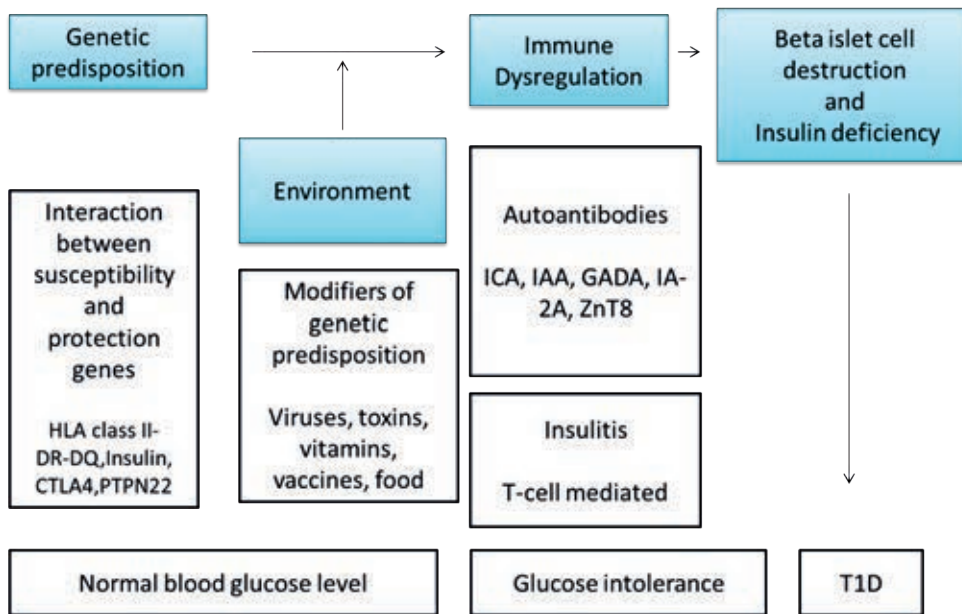 Genetic
predisposition
Immune
Dysregulation
Beta islet cell
destruction
and
Insulin deficiency
Environment
Interaction
between
susceptibility
and
protection
genes
HLA class II-
DR-DQ,Insulin,
CTLA4,PTPN22
Modifiers of
genetic
predisposition
Viruses, toxins,
vitamins,
vaccines, food
Autoantibodies
ICA, IAA, GADA, IA-
2A, ZnT8
Insulitis
T-cell mediated
Normal blood glucose level
Glucose intolerance
T1D